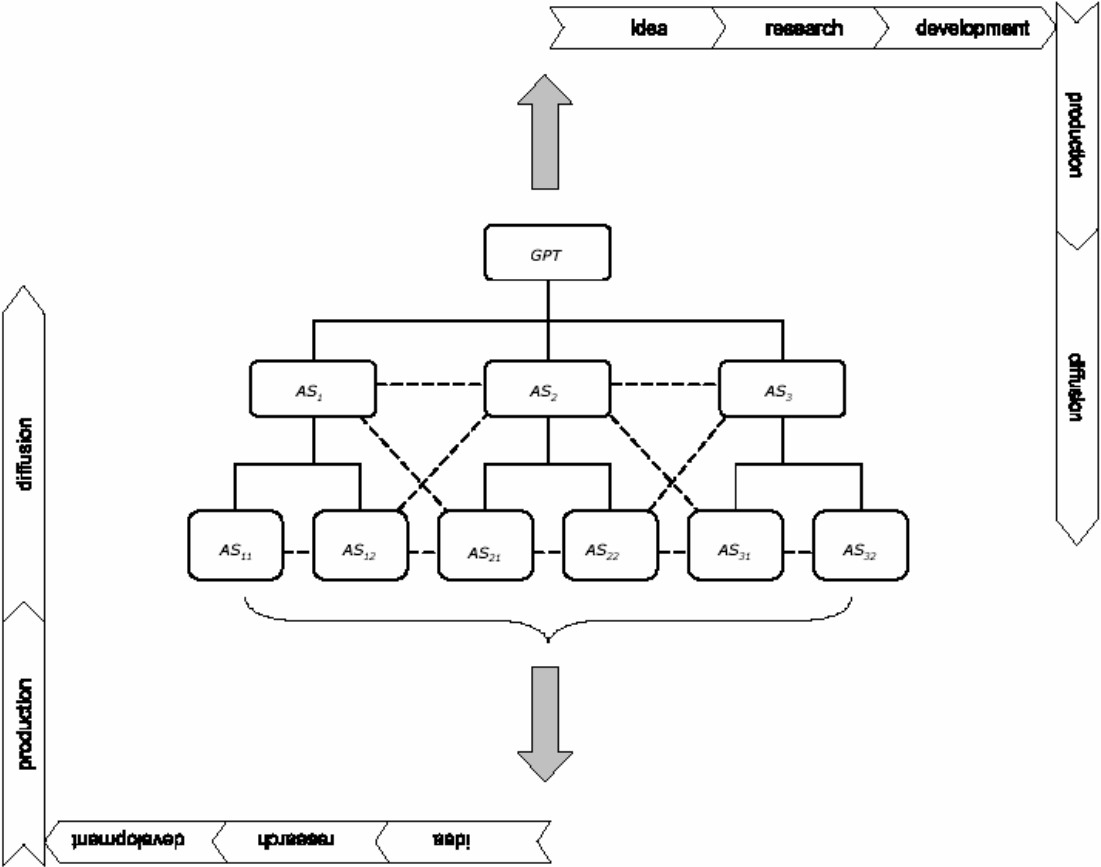 idea research development
production
diffusion
GPT
AS₁ AS₂ AS₃
AS₁₁ AS₁₂ AS₂₁ AS₂₂ AS₃₁ AS₃₂
diffusion
production
idea research development